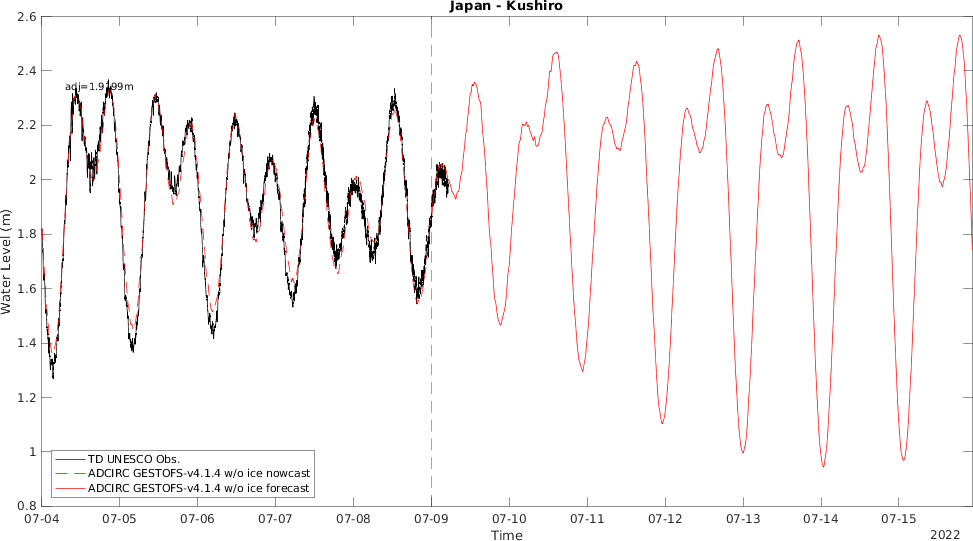 Japan - Kushiro
2.6
2.4
2.2
2
1.8
1.6
1.4
1.2
1
0.8
Water Level (m)
TD UNESCO Obs.
ADCIRC GESTOFS-v4.1.4 w/o ice nowcast
ADCIRC GESTOFS-v4.1.4 w/o ice forecast
07-04 07-05 07-06 07-07 07-08 07-09 07-10 07-11 07-12 07-13 07-14 07-15
Time
2022